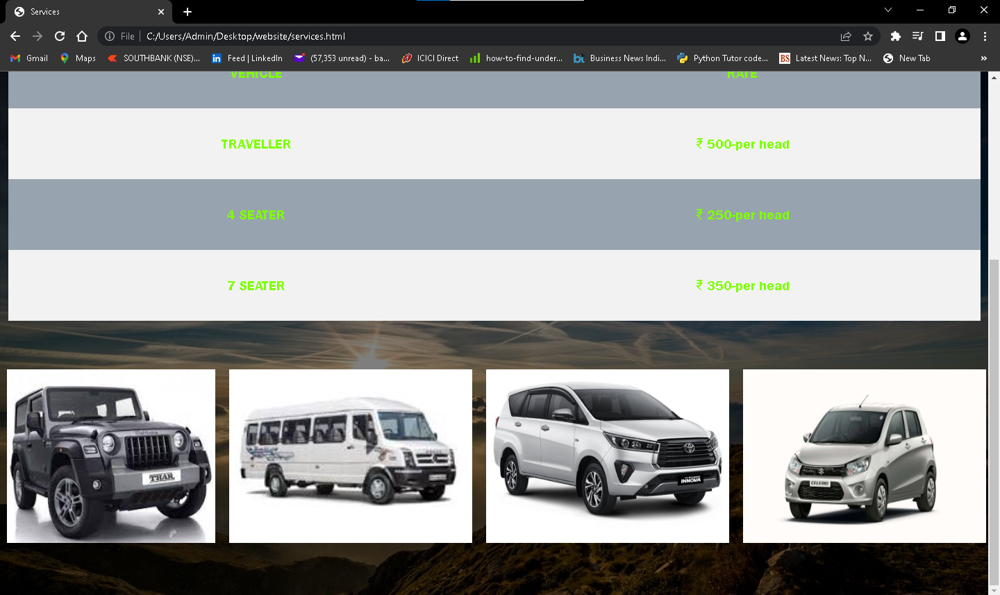 Services
File
C:/Users/Admin/Desktop/website/services.html
Gmail
Maps
SOUTHBANK (NSE)...
Feed | LinkedIn
(57,353 unread) - ba...
ICICI Direct
how-to-find-under...
Business News Indi...
Python Tutor code...
BS
Latest News: Top N...
New Tab
»
VEHICLE
RATE
TRAVELLER
₹ 500-per head
4 SEATER
₹ 250-per head
7 SEATER
₹ 350-per head
THAR
INNOVA
CELERIO